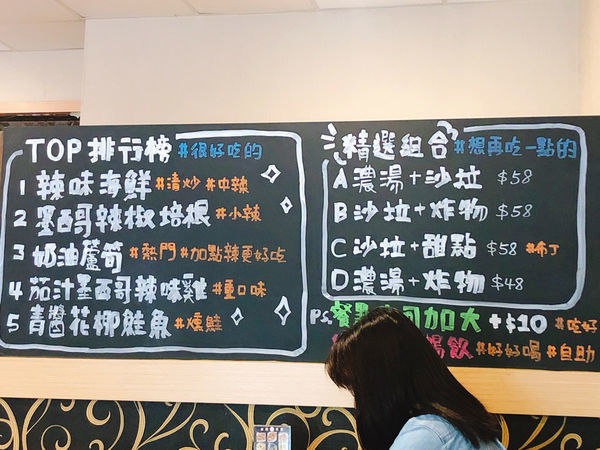 TOP 排行榜 #很好吃的
1 辣味海鮮 #清炒 #中辣
2 墨西哥辣椒培根 #小辣
3 奶油蘆筍 #熱門 #加點辣更好吃
4 茄汁墨西哥辣味雞 #重口味
5 青醬花椰鮭魚 #燻鮭
精選組合 #想再吃一點的
A 濃湯+沙拉 $58
B 沙拉+炸物 $58
C 沙拉+甜點 $58 #布丁
D 濃湯+炸物 $48
P.S. 餐點 加大 +$10 #吃好
暢飲 #好好喝 #自助